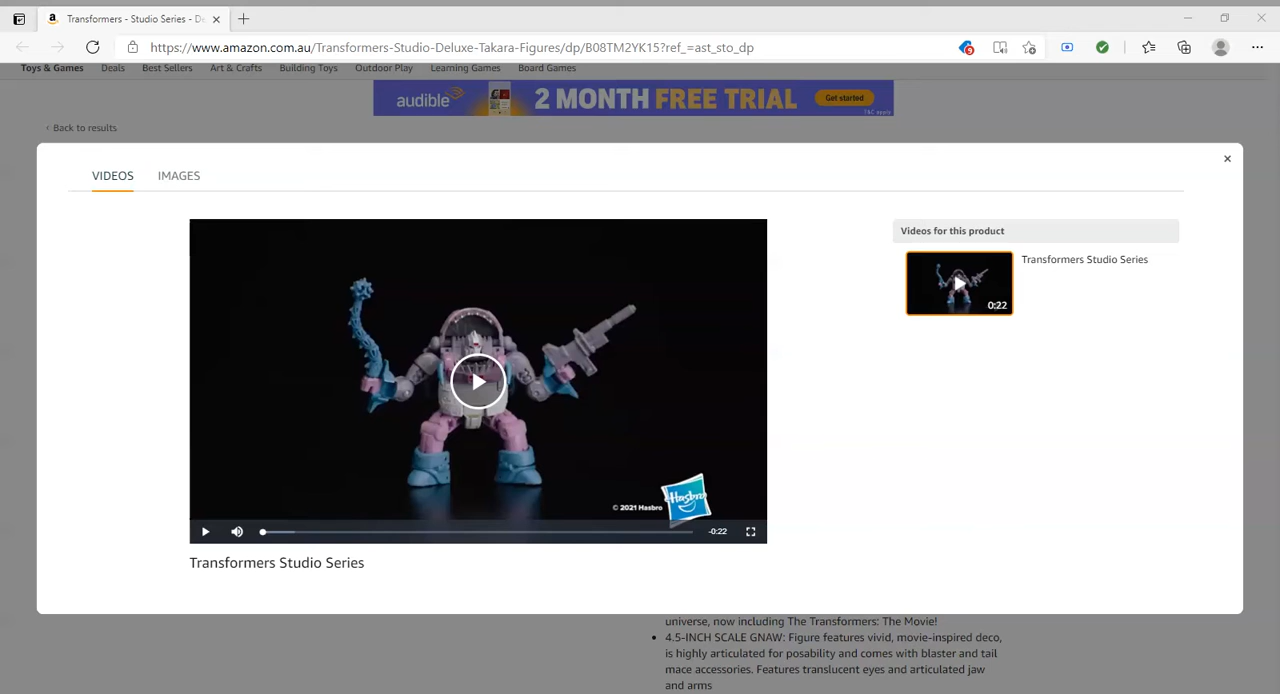 Transformers - Studio Series - De
https://www.amazon.com.au/Transformers-Studio-Deluxe-Takara-Figures/dp/B08TM2YK15?ref_=ast_sto_dp
9
Toys & Games
Deals
Best Sellers
Art & Crafts
Building Toys
Outdoor Play
Learning Games
Board Games
audible
2 MONTH FREE TRIAL
Get started
T&C apply
‹ Back to results
VIDEOS
IMAGES
×
Videos for this product
Transformers Studio Series
0:22
© 2021 Hasbro
Hasbro
-0:22
Transformers Studio Series
universe, now including The Transformers: The Movie!
• 4.5-INCH SCALE GNAW: Figure features vivid, movie-inspired deco,
is highly articulated for posability and comes with blaster and tail
mace accessories. Features translucent eyes and articulated jaw
and arms